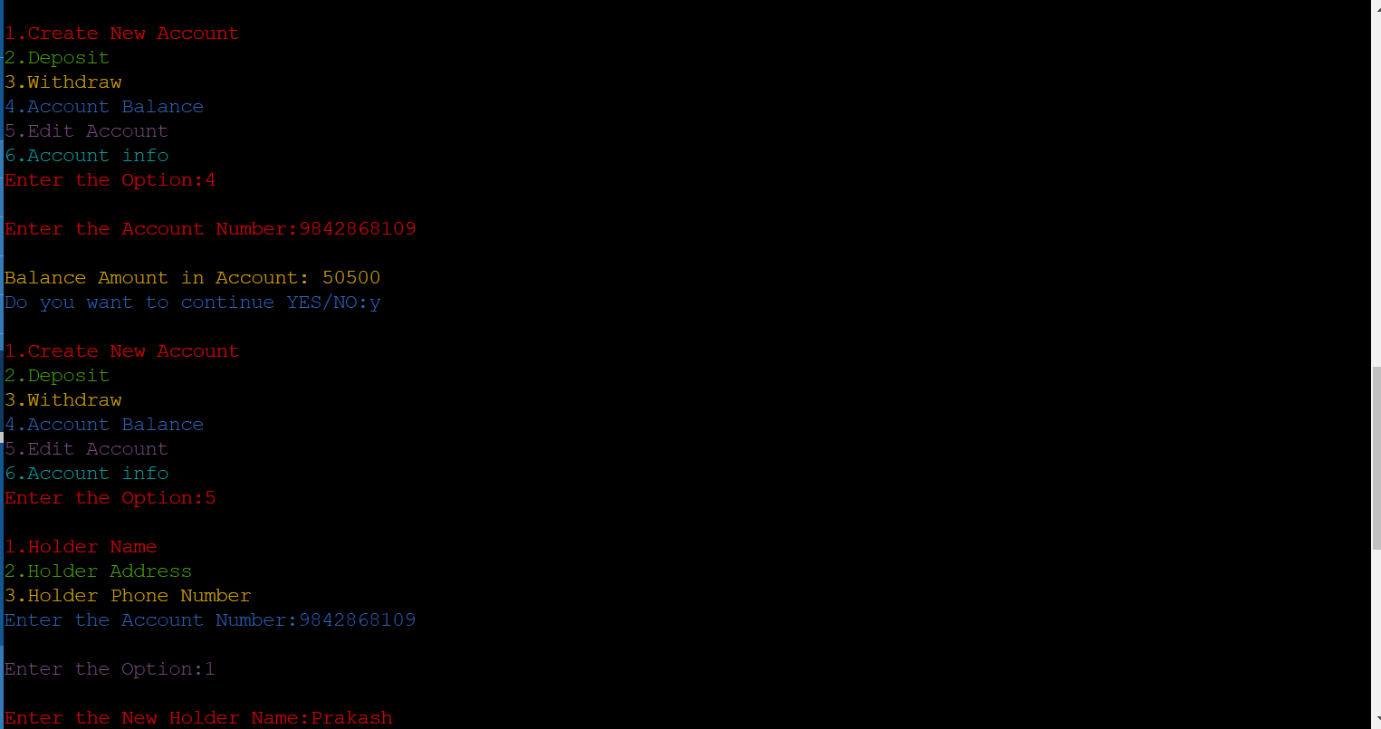 1.Create New Account
2.Deposit
3.Withdraw
4.Account Balance
5.Edit Account
6.Account info
Enter the Option:4
Enter the Account Number:9842868109
Balance Amount in Account: 50500
Do you want to continue YES/NO:y
1.Create New Account
2.Deposit
3.Withdraw
4.Account Balance
5.Edit Account
6.Account info
Enter the Option:5
1.Holder Name
2.Holder Address
3.Holder Phone Number
Enter the Account Number:9842868109
Enter the Option:1
Enter the New Holder Name:Prakash